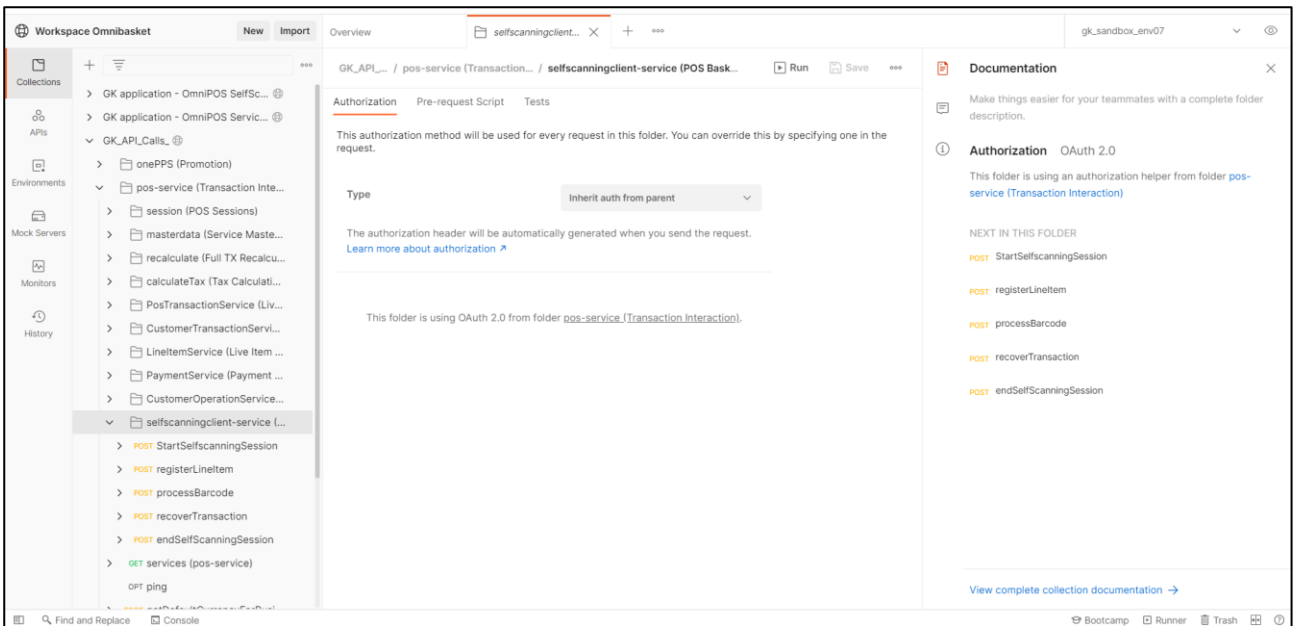 Workspace Omnibasket
New
Import
Overview
selfscanningclient...
gk_sandbox_env07
Collections
APIs
Environments
Mock Servers
Monitors
History
GK application - OmniPOS SelfSc...
GK application - OmniPOS Servic...
GK_API_Calls_
onePPS (Promotion)
pos-service (Transaction Inte...
session (POS Sessions)
masterdata (Service Maste...
recalculate (Full TX Recalcu...
calculateTax (Tax Calculati...
PosTransactionService (Liv...
CustomerTransactionServi...
LineItemService (Live Item ...
PaymentService (Payment ...
CustomerOperationService...
selfscanningclient-service (...
POST StartSelfscanningSession
POST registerLineItem
POST processBarcode
POST recoverTransaction
POST endSelfScanningSession
GET services (pos-service)
OPT ping
GK_API_... / pos-service (Transaction... / selfscanningclient-service (POS Bask...
Run
Save
Authorization
Pre-request Script
Tests
This authorization method will be used for every request in this folder. You can override this by specifying one in the
request.
Type
Inherit auth from parent
The authorization header will be automatically generated when you send the request.
Learn more about authorization ↗
This folder is using OAuth 2.0 from folder pos-service (Transaction Interaction).
Documentation
Make things easier for your teammates with a complete folder
description.
Authorization OAuth 2.0
This folder is using an authorization helper from folder pos-
service (Transaction Interaction)
NEXT IN THIS FOLDER
POST StartSelfscanningSession
POST registerLineItem
POST processBarcode
POST recoverTransaction
POST endSelfScanningSession
View complete collection documentation →
Find and Replace
Console
Bootcamp
Runner
Trash